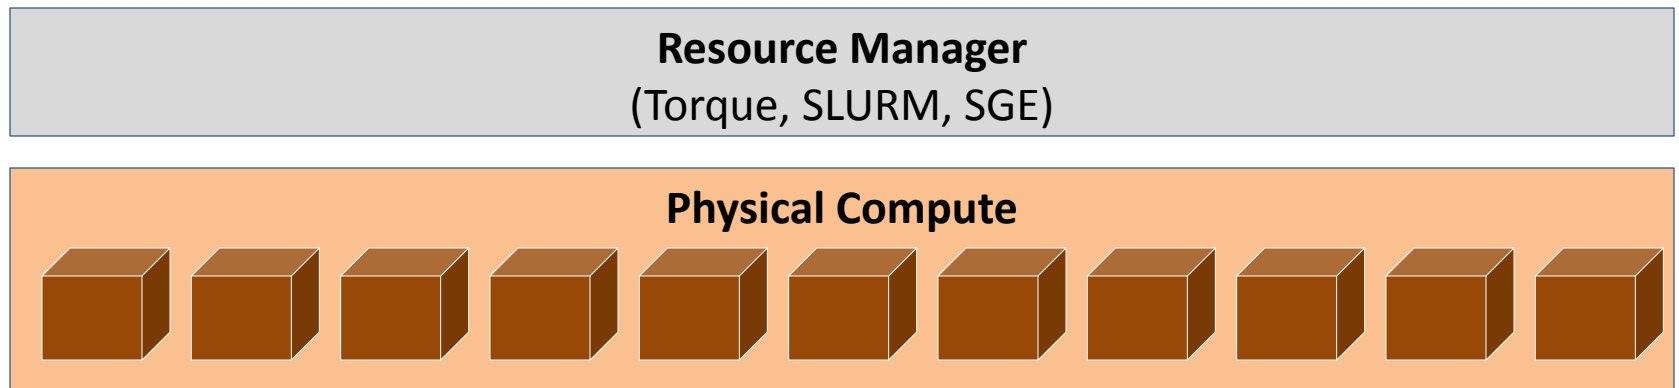 Resource Manager
(Torque, SLURM, SGE)
Physical Compute